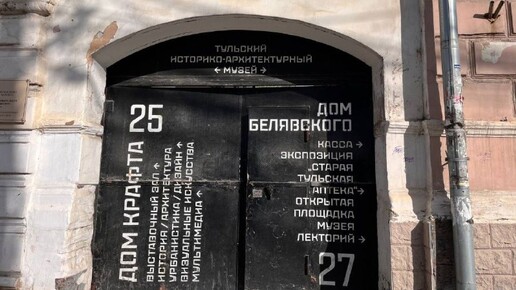 ТУЛЬСКИЙ
ИСТОРИКО-АРХИТЕКТУРНЫЙ
← МУЗЕЙ →
25
ДОМ КРАФТА
ВЫСТАВОЧНЫЙ ЗАЛ ←
ИСТОРИЯ / АРХИТЕКТУРА
УРБАНИСТИКА / ДИЗАЙН ←
ВИЗУАЛЬНЫЕ ИСКУССТВА
МУЛЬТИМЕДИА ←
ДОМ
БЕЛЯВСКОГО
КАССА →
ЭКСПОЗИЦИЯ
„СТАРАЯ
ТУЛЬСКАЯ
АПТЕКА“ →
ОТКРЫТАЯ
ПЛОЩАДКА
МУЗЕЯ
ЛЕКТОРИЙ →
27